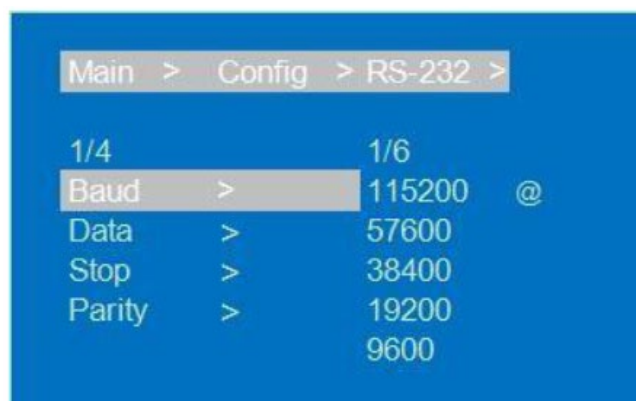 Main > Config > RS-232 >
1/4 1/6
Baud > 115200 @
Data > 57600
Stop > 38400
Parity > 19200
9600